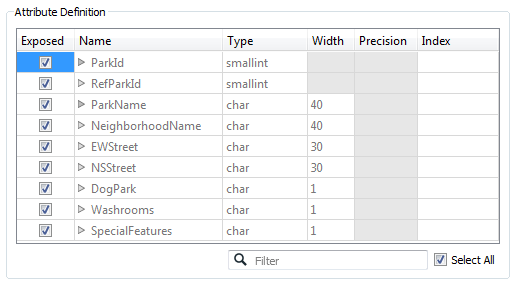 Attribute Definition
Exposed Name Type Width Precision Index
ParkId smallint
RefParkId smallint
ParkName char 40
NeighborhoodName char 40
EWStreet char 30
NSStreet char 30
DogPark char 1
Washrooms char 1
SpecialFeatures char 1
Filter Select All